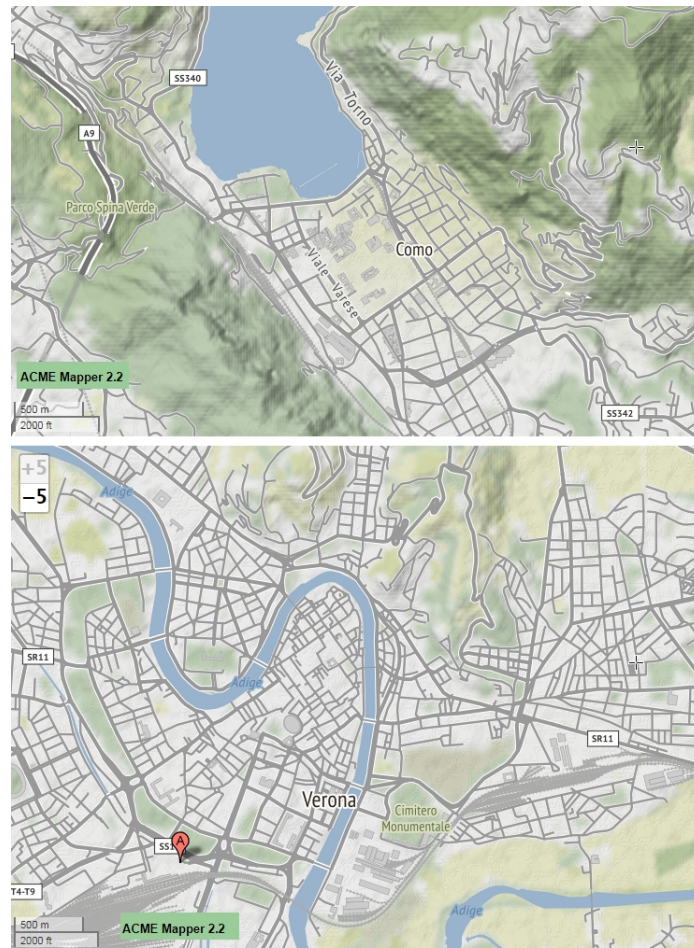 SS340
Via Torno
A9
Parco Spina Verde
Como
Viale Varese
ACME Mapper 2.2
500 m
2000 ft
SS342
+5
−5
Adige
SR11
Adige
SR11
Verona
Cimitero
Monumentale
A
T4-T9
Adige
500 m
2000 ft
ACME Mapper 2.2